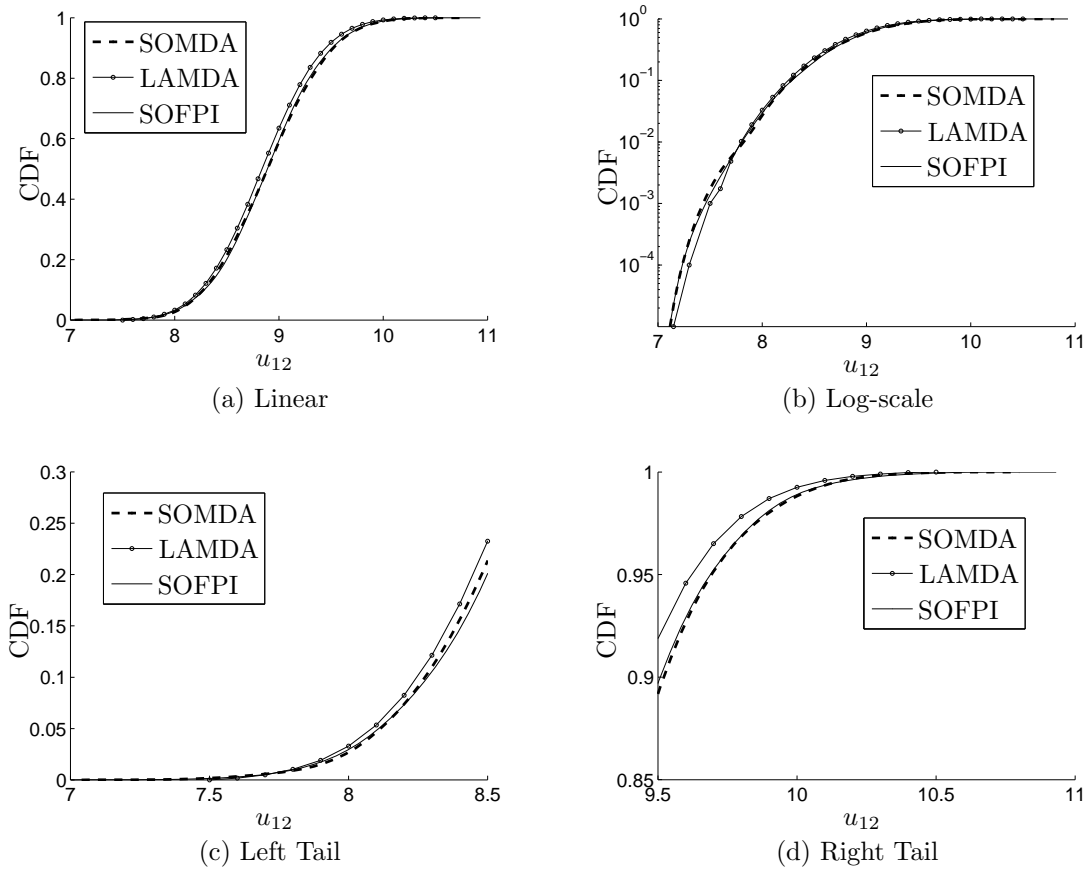 1
0.8
0.6
0.4
0.2
0
CDF
SOMDA
LAMDA
SOFPI
7 8 9 10 11
u₁₂
(a) Linear
10⁰
10⁻¹
10⁻²
10⁻³
10⁻⁴
CDF
SOMDA
LAMDA
SOFPI
7 8 9 10 11
u₁₂
(b) Log-scale
0.3
0.25
0.2
0.15
0.1
0.05
0
CDF
SOMDA
LAMDA
SOFPI
7 7.5 8 8.5
u₁₂
(c) Left Tail
1
0.95
0.9
0.85
CDF
SOMDA
LAMDA
SOFPI
9.5 10 10.5 11
u₁₂
(d) Right Tail